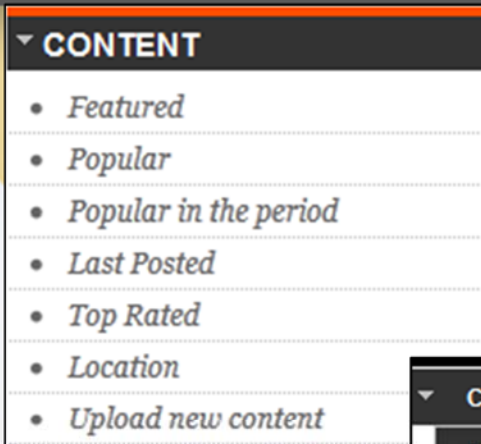 CONTENT
Featured
Popular
Popular in the period
Last Posted
Top Rated
Location
Upload new content